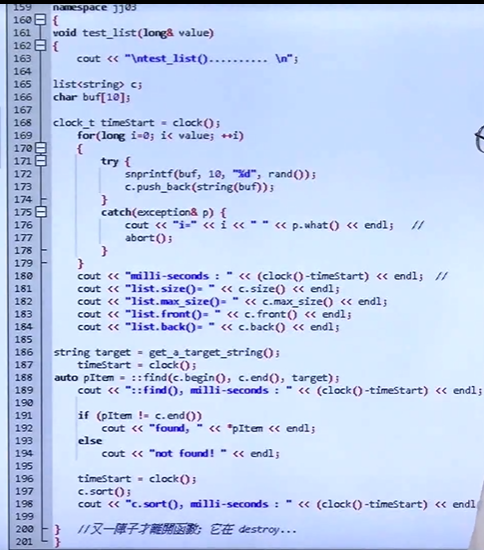 159 namespace jj03
160 {
161 void test_list(long& value)
162 {
163 cout << "\ntest_list().......... \n";
164
165 list<string> c;
166 char buf[10];
167
168 clock_t timeStart = clock();
169 for(long i=0; i< value; ++i)
170 {
171 try {
172 snprintf(buf, 10, "%d", rand());
173 c.push_back(string(buf));
174 }
175 catch(exception& p) {
176 cout << "i=" << i << " " << p.what() << endl; //
177 abort();
178 }
179 }
180 cout << "milli-seconds : " << (clock()-timeStart) << endl; //
181 cout << "list.size()= " << c.size() << endl;
182 cout << "list.max_size()= " << c.max_size() << endl;
183 cout << "list.front()= " << c.front() << endl;
184 cout << "list.back()= " << c.back() << endl;
185
186 string target = get_a_target_string();
187 timeStart = clock();
188 auto pItem = ::find(c.begin(), c.end(), target);
189 cout << "::find(), milli-seconds : " << (clock()-timeStart) << endl;
190
191 if (pItem != c.end())
192 cout << "found, " << *pItem << endl;
193 else
194 cout << "not found! " << endl;
195
196 timeStart = clock();
197 c.sort();
198 cout << "c.sort(), milli-seconds : " << (clock()-timeStart) << endl
199
200 } //又一陣子才離開函數; 它在 destroy...
201 }